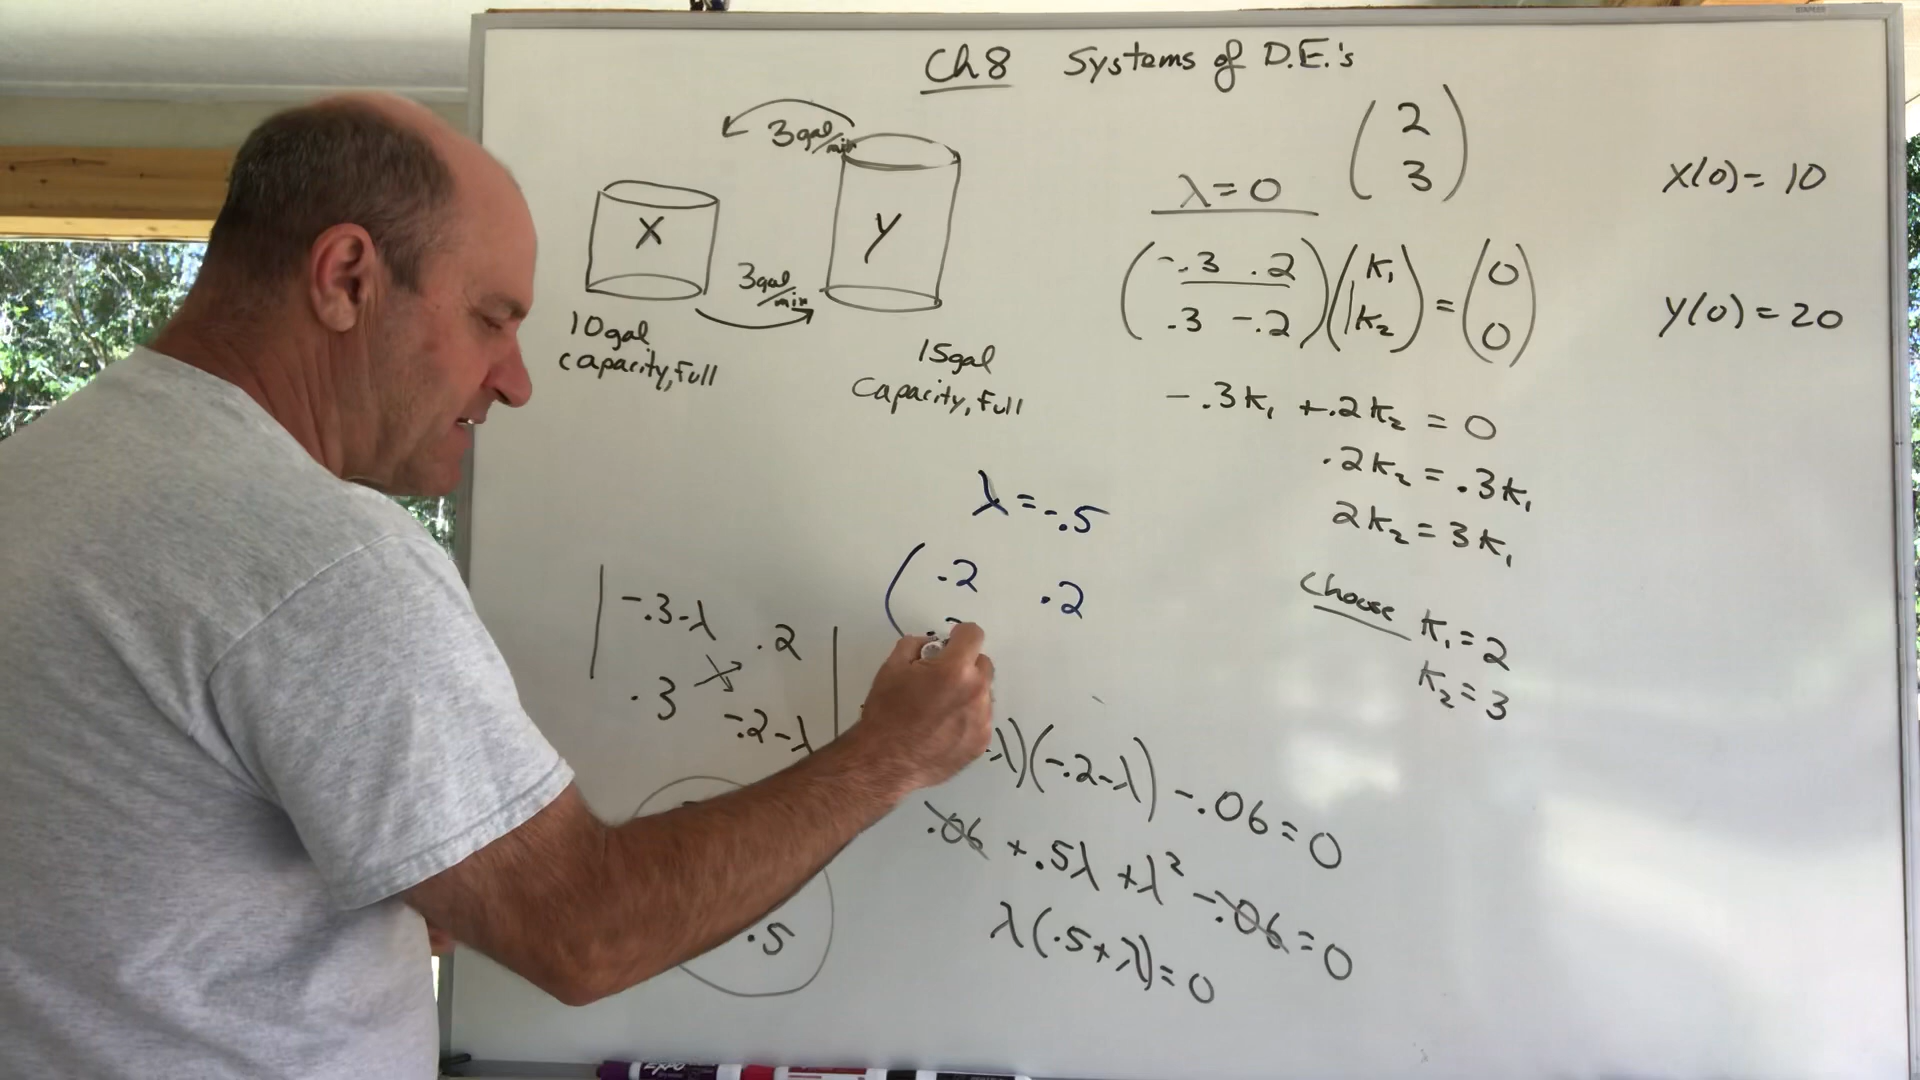 Ch8 Systems of D.E.'s
3gal/min
X
Y
3gal/min
10gal
capacity, Full
15gal
Capacity, Full
(2
3)
λ=0
(-.3 .2) (k₁) = (0)
(.3 -.2) (k₂) (0)
-.3k₁ +.2k₂ = 0
.2k₂ = .3k₁
2k₂ = 3k₁
Choose k₁=2
k₂=3
X(0)= 10
y(0) = 20
λ=-.5
.2 .2
-.3-λ .2
.3 -.2-λ
λ)(-.2-λ) -.06=0
.06 +.5λ +λ² -.06=0
λ(.5+λ)=0
.5
EXPO
STAPLES